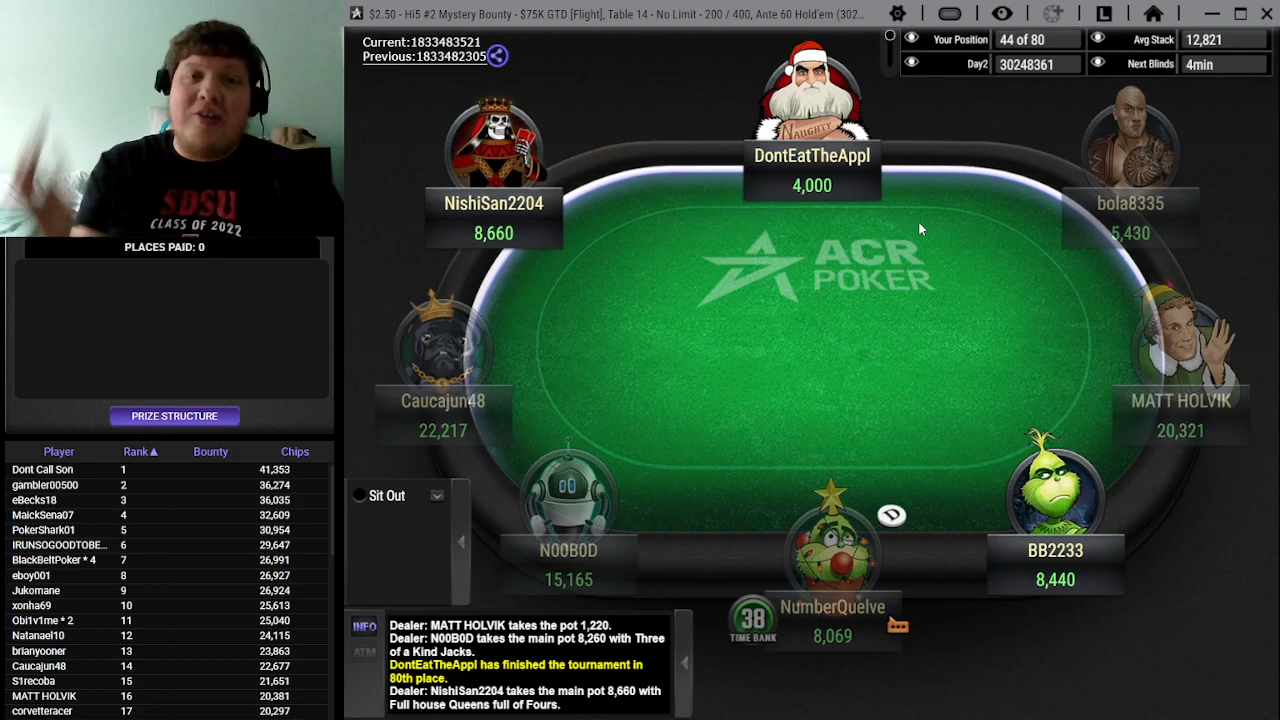 $2.50 - Hi5 #2 Mystery Bounty - $75K GTD [Flight], Table 14 - No Limit - 200 / 400, Ante 60 Hold'em (302...
Current:1833483521
Previous:1833482305
Your Position 44 of 80 Avg Stack 12,821
Day2 30248361 Next Blinds 4min
SDSU
CLASS OF 2022
NAUGHTY
DontEatTheAppl
4,000
NishiSan2204
8,660
bola8335
5,430
ACR
POKER
Caucajun48
22,217
MATT HOLVIK
20,321
N00B0D
15,165
D
BB2233
8,440
38
TIME BANK
NumberQuelve
8,069
PLACES PAID: 0
PRIZE STRUCTURE
Player Rank▲ Bounty Chips
Dont Call Son 1 41,353
gambler00500 2 36,274
eBecks18 3 36,035
MaickSena07 4 32,609
PokerShark01 5 30,954
IRUNSOGOODTOBE... 6 29,647
BlackBeltPoker * 4 7 26,991
eboy001 8 26,927
Jukomane 9 26,924
xonha69 10 25,613
Obi1v1me * 2 11 25,040
Natanael10 12 24,115
brianyooner 13 23,863
Caucajun48 14 22,677
S1recoba 15 21,651
MATT HOLVIK 16 20,381
corvetteracer 17 20,297
Sit Out
INFO
ATM
Dealer: MATT HOLVIK takes the pot 1,220.
Dealer: N00B0D takes the main pot 8,260 with Three
of a Kind Jacks.
DontEatTheAppl has finished the tournament in
80th place.
Dealer: NishiSan2204 takes the main pot 8,660 with
Full house Queens full of Fours.